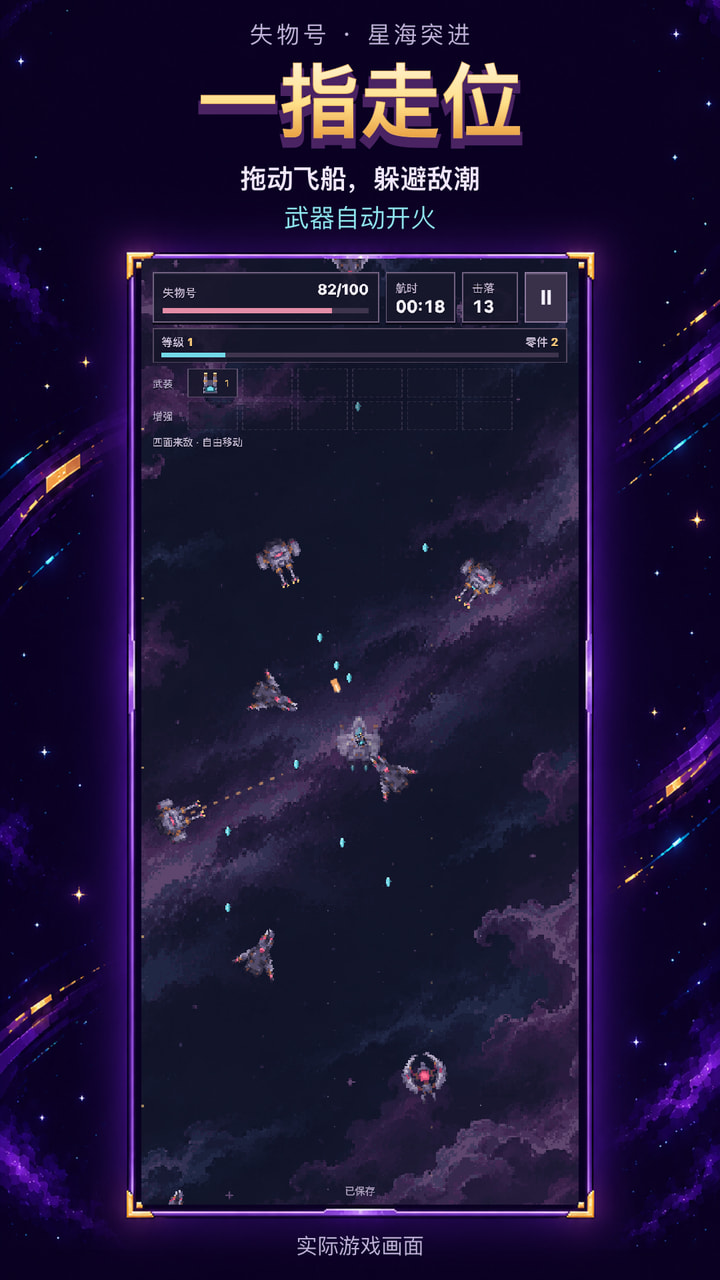 失物号 · 星海突进
一指走位
拖动飞船，躲避敌潮
武器自动开火
失物号 82/100
航时 00:18
击落 13
等级 1 零件 2
武装 1
增强
四面来敌 · 自由移动
已保存
实际游戏画面